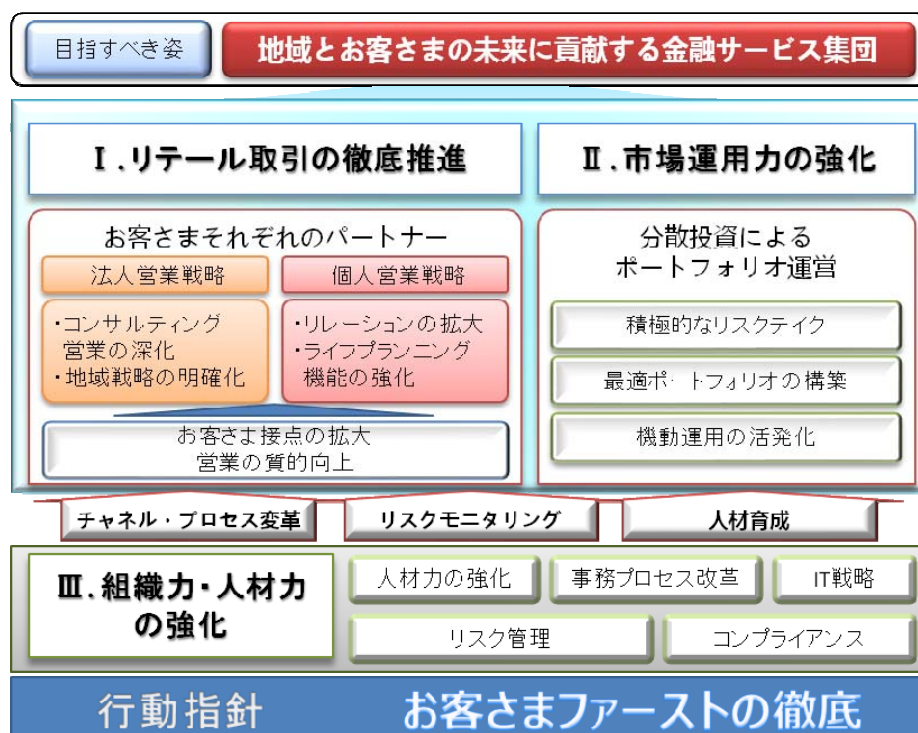 目指すべき姿
地域とお客さまの未来に貢献する金融サービス集団
Ⅰ.リテール取引の徹底推進
お客さまそれぞれのパートナー
法人営業戦略
・コンサルティング
営業の深化
・地域戦略の明確化
個人営業戦略
・リレーションの拡大
・ライフプランニング
機能の強化
お客さま接点の拡大
営業の質的向上
Ⅱ.市場運用力の強化
分散投資による
ポートフォリオ運営
積極的なリスクテイク
最適ポートフォリオの構築
機動運用の活発化
チャネル・プロセス変革
リスクモニタリング
人材育成
Ⅲ.組織力・人材力
の強化
人材力の強化
事務プロセス改革
IT戦略
リスク管理
コンプライアンス
行動指針
お客さまファーストの徹底